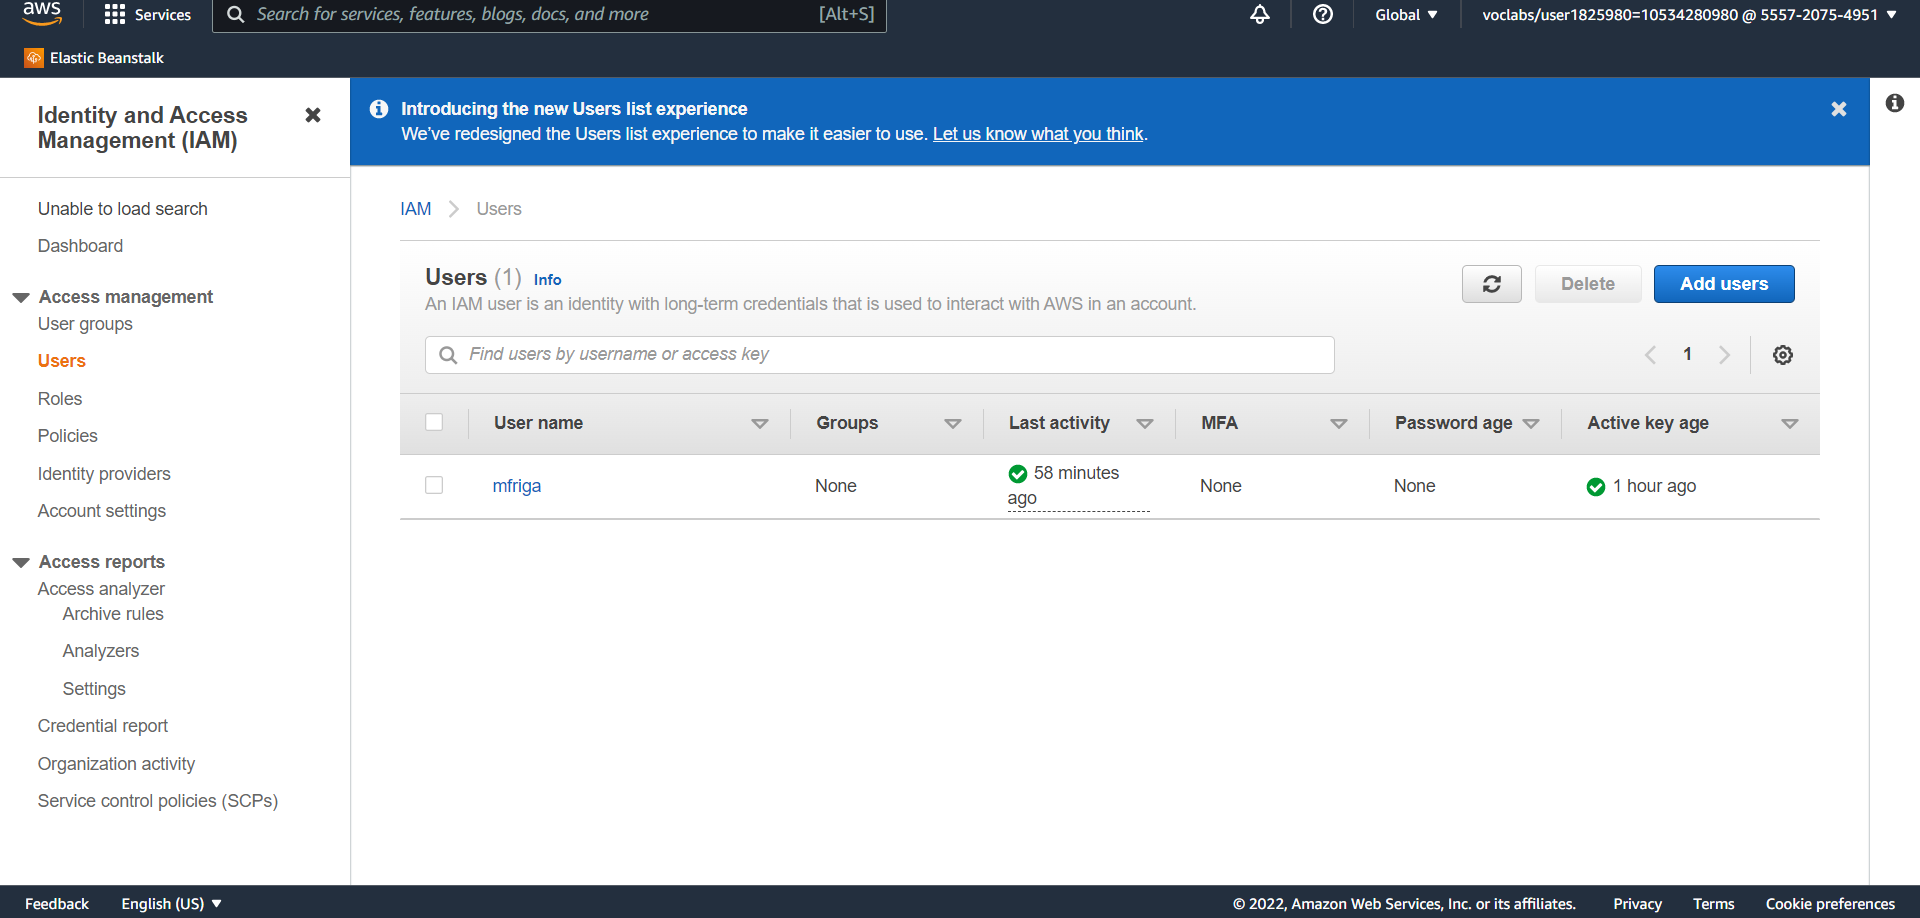 aws
Services
Search for services, features, blogs, docs, and more
[Alt+S]
Global
voclabs/user1825980=10534280980 @ 5557-2075-4951
Elastic Beanstalk
Identity and Access
Management (IAM)
Unable to load search
Dashboard
Access management
User groups
Users
Roles
Policies
Identity providers
Account settings
Access reports
Access analyzer
Archive rules
Analyzers
Settings
Credential report
Organization activity
Service control policies (SCPs)
Introducing the new Users list experience
We've redesigned the Users list experience to make it easier to use. Let us know what you think.
IAM > Users
Users (1) Info
An IAM user is an identity with long-term credentials that is used to interact with AWS in an account.
Delete
Add users
Find users by username or access key
1
User name Groups Last activity MFA Password age Active key age
mfriga None 58 minutes ago None None 1 hour ago
Feedback English (US)
© 2022, Amazon Web Services, Inc. or its affiliates. Privacy Terms Cookie preferences